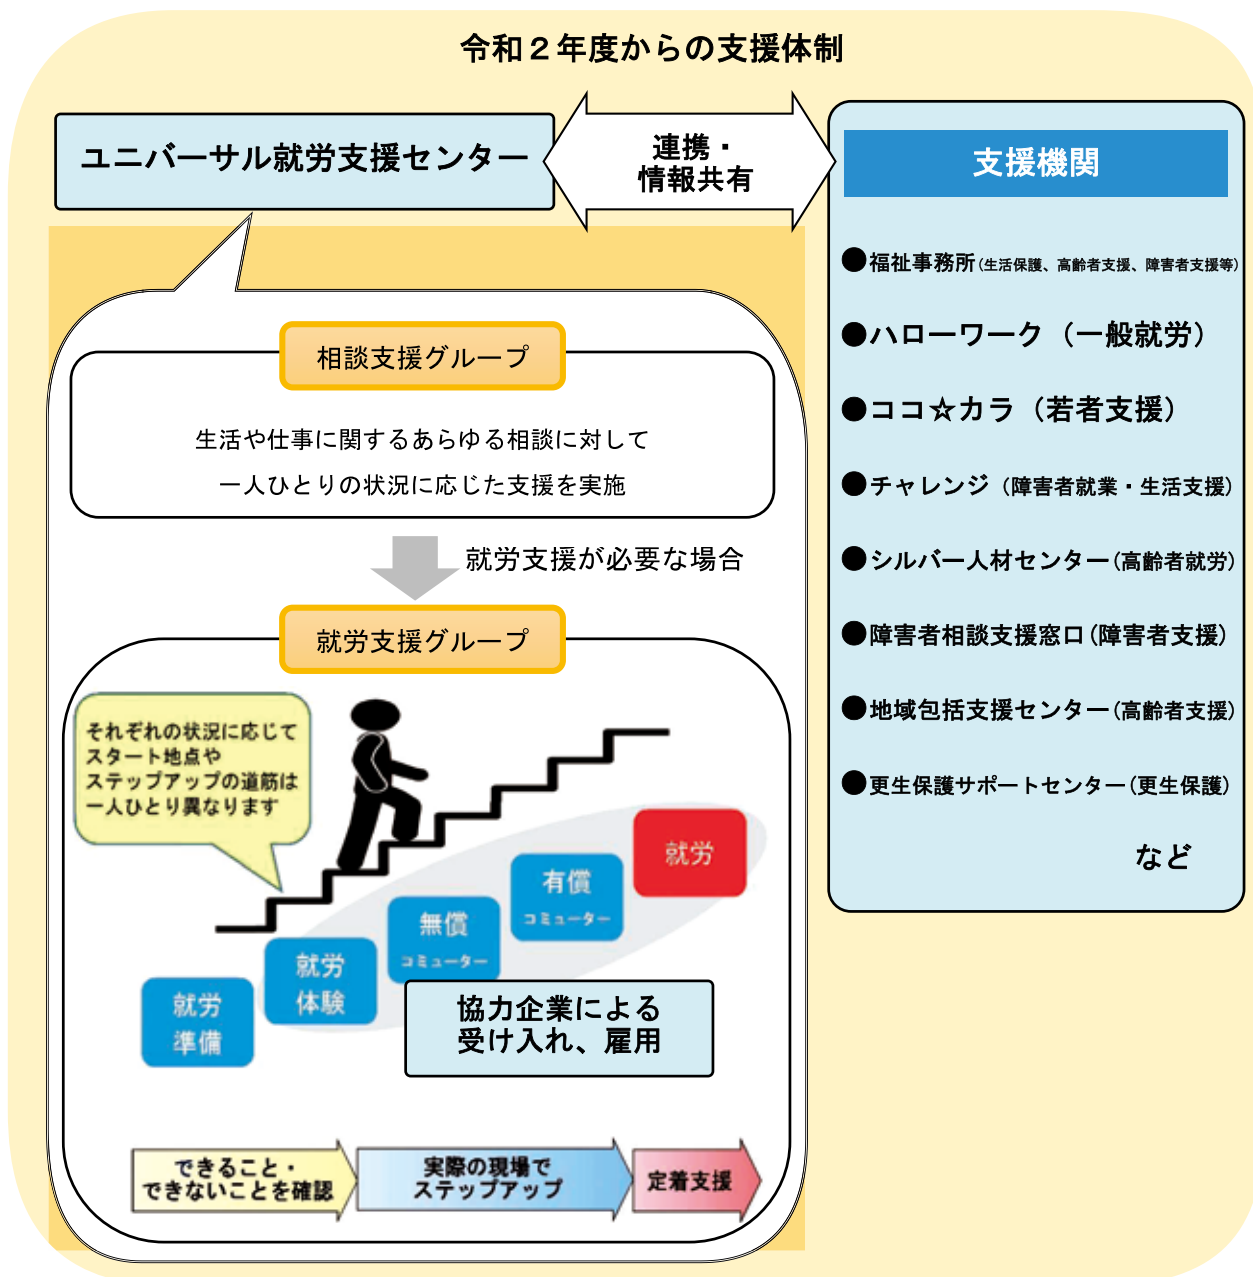 令和２年度からの支援体制
ユニバーサル就労支援センター
連携・
情報共有
支援機関
●福祉事務所(生活保護、高齢者支援、障害者支援等)
●ハローワーク（一般就労）
●ココ☆カラ（若者支援）
●チャレンジ（障害者就業・生活支援）
●シルバー人材センター(高齢者就労)
●障害者相談支援窓口(障害者支援)
●地域包括支援センター(高齢者支援)
●更生保護サポートセンター(更生保護)
など
相談支援グループ
生活や仕事に関するあらゆる相談に対して
一人ひとりの状況に応じた支援を実施
就労支援が必要な場合
就労支援グループ
それぞれの状況に応じて
スタート地点や
ステップアップの道筋は
一人ひとり異なります
就労
準備
就労
体験
無償
コミューター
有償
コミューター
就労
協力企業による
受け入れ、雇用
できること・
できないことを確認
実際の現場で
ステップアップ
定着支援